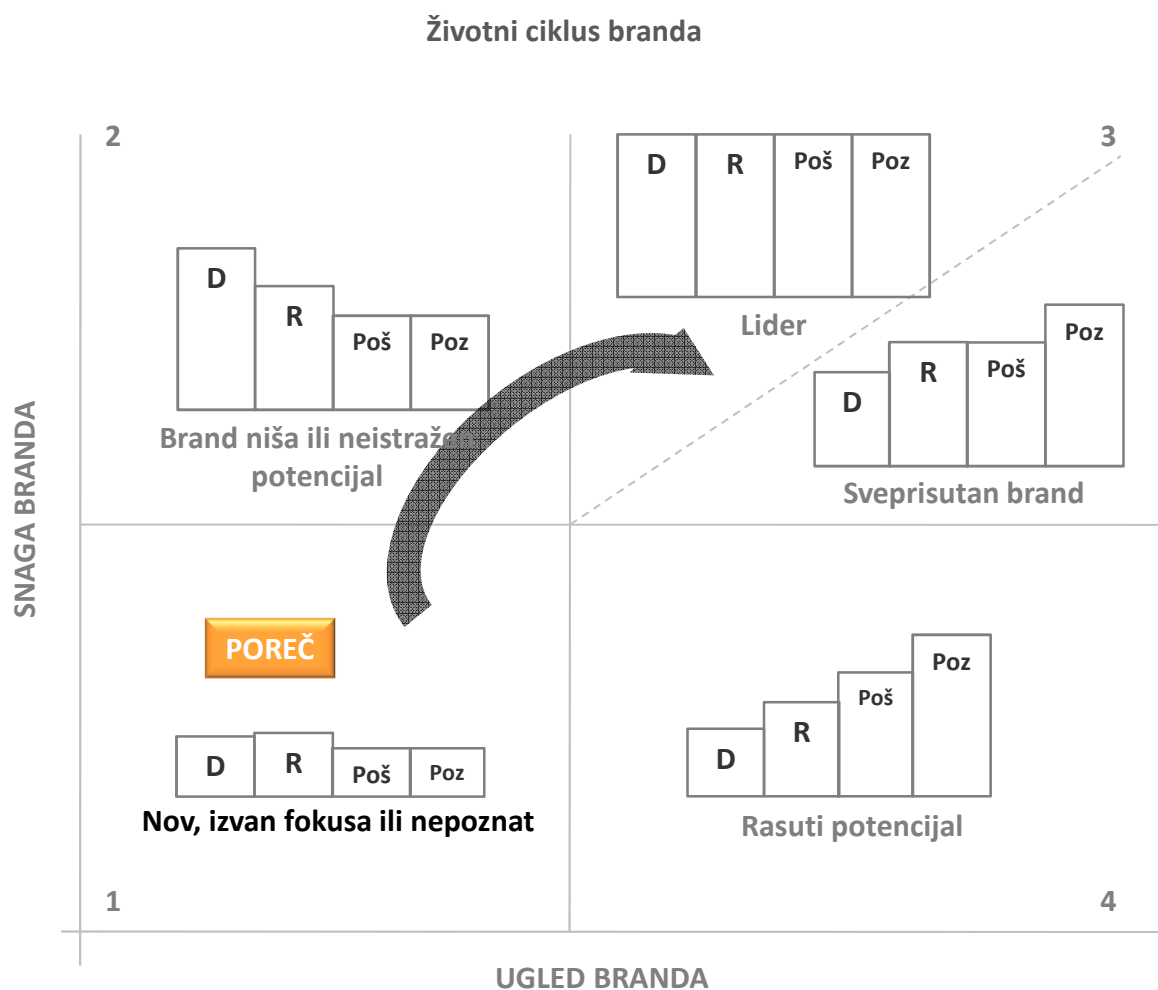 Životni ciklus branda
2
3
D
R
Poš
Poz
Lider
D
R
Poš
Poz
Brand niša ili neistražen
potencijal
D
R
Poš
Poz
Sveprisutan brand
SNAGA BRANDA
POREČ
D
R
Poš
Poz
Nov, izvan fokusa ili nepoznat
D
R
Poš
Poz
Rasuti potencijal
1
4
UGLED BRANDA